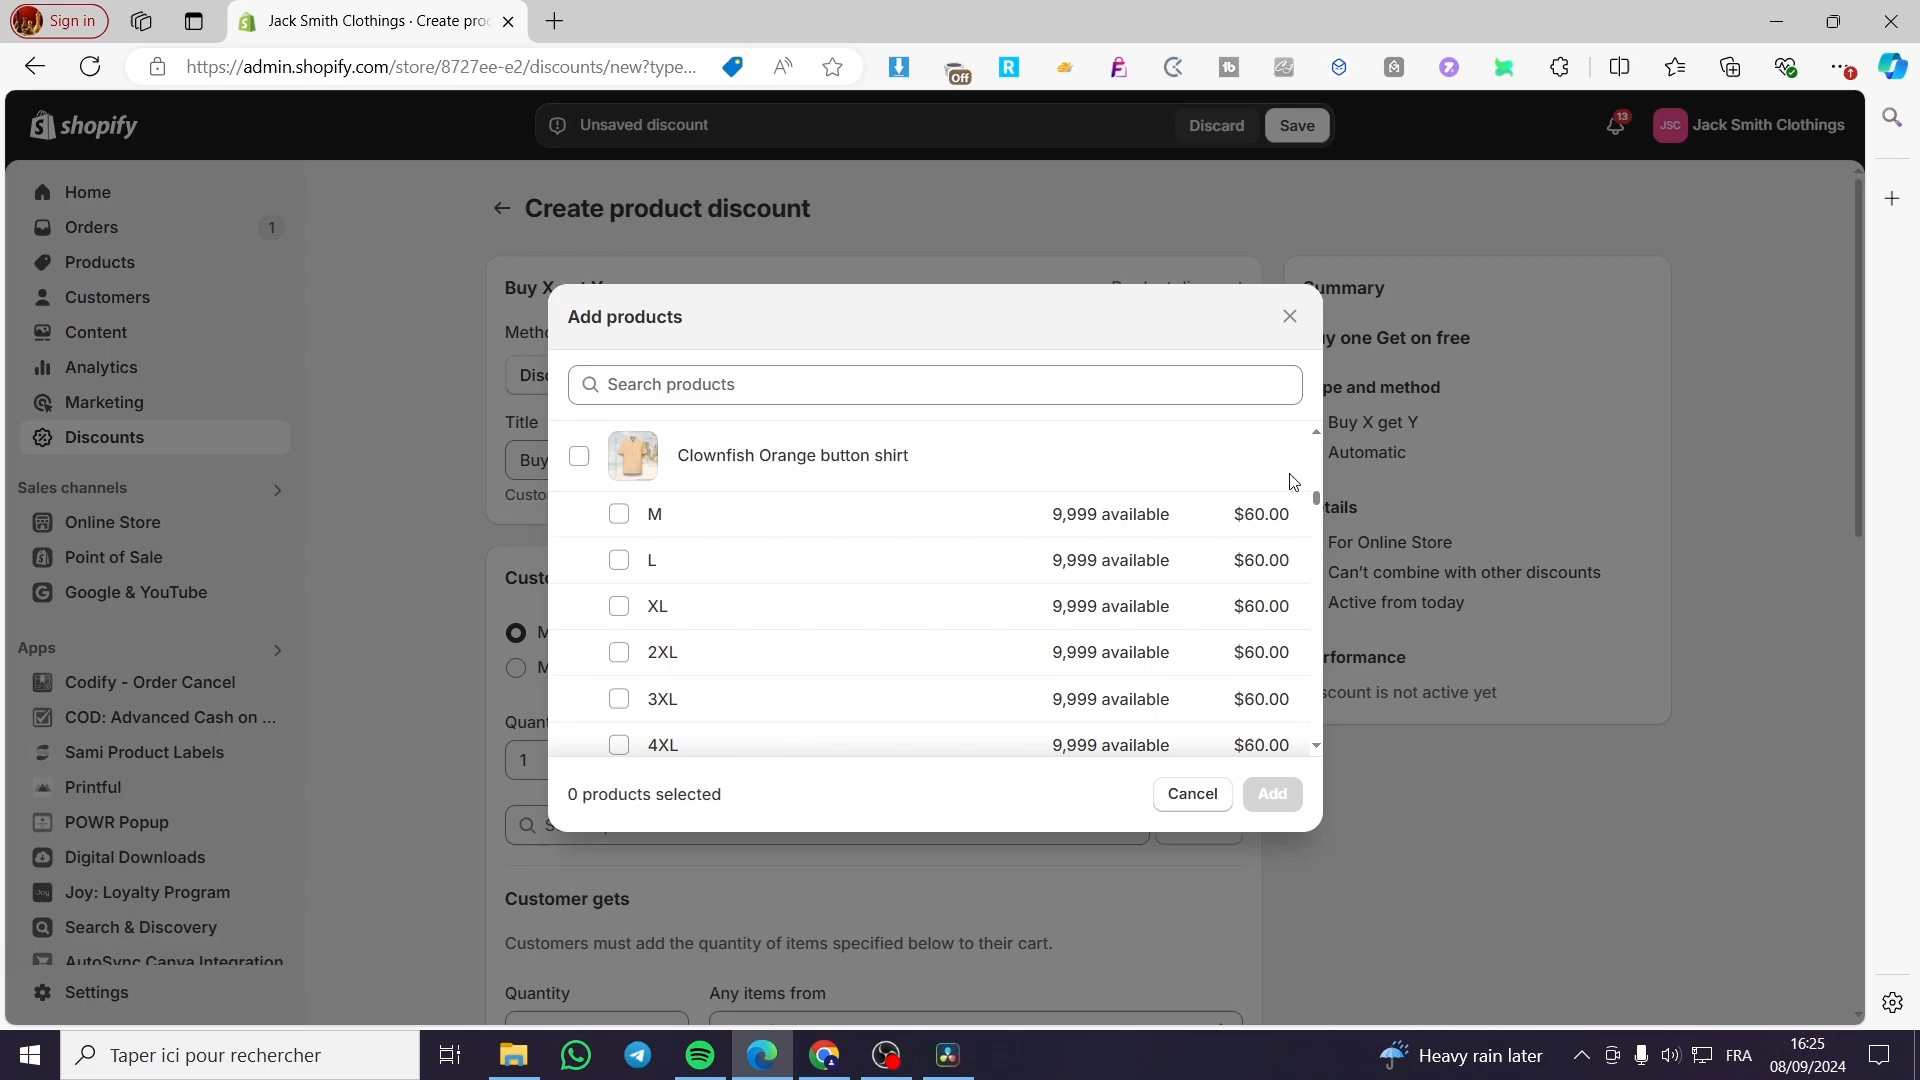 Sign in
Jack Smith Clothings · Create proc
https://admin.shopify.com/store/8727ee-e2/discounts/new?type...
Off
shopify
Unsaved discount
Discard
Save
13
JSC
Jack Smith Clothings
Home
Orders
1
Products
Customers
Content
Analytics
Marketing
Discounts
Sales channels
Online Store
Point of Sale
Google & YouTube
Apps
Codify - Order Cancel
COD: Advanced Cash on ...
Sami Product Labels
Printful
POWR Popup
Digital Downloads
Joy: Loyalty Program
Search & Discovery
AutoSync Canva Integration
Settings
Create product discount
Buy X
Title
Add products
Search products
Clownfish Orange button shirt
M 9,999 available $60.00
L 9,999 available $60.00
XL 9,999 available $60.00
2XL 9,999 available $60.00
3XL 9,999 available $60.00
4XL 9,999 available $60.00
0 products selected
Cancel
Add
1
Customer gets
Customers must add the quantity of items specified below to their cart.
Quantity
Any items from
ummary
y one Get on free
pe and method
Buy X get Y
Automatic
tails
For Online Store
Can't combine with other discounts
Active from today
rformance
scount is not active yet
Taper ici pour rechercher
Heavy rain later
FRA
16:25
08/09/2024